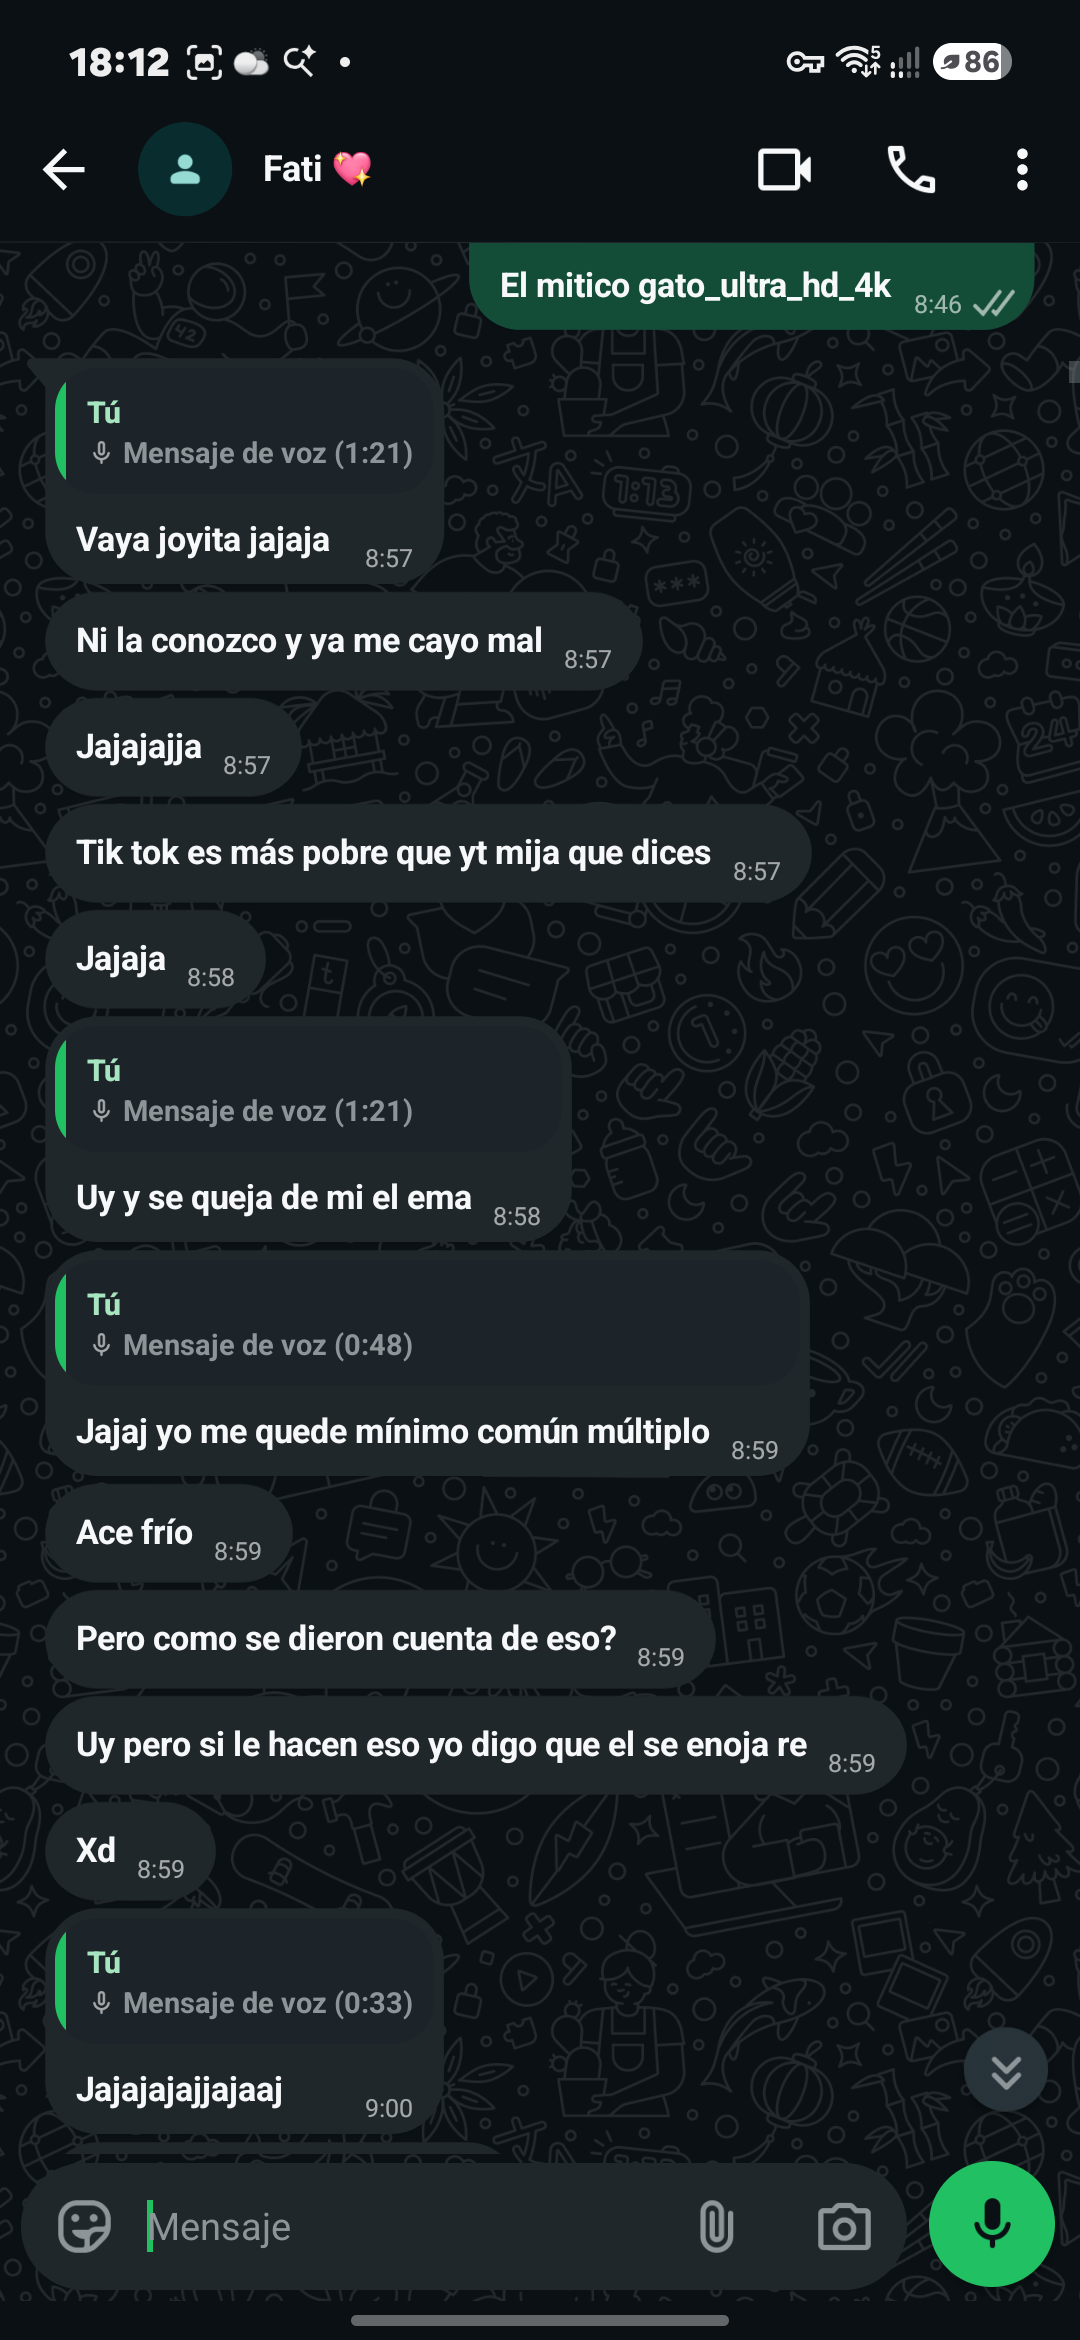 18:12
5
86
Fati 💖
El mitico gato_ultra_hd_4k
8:46
Tú
Mensaje de voz (1:21)
Vaya joyita jajaja
8:57
Ni la conozco y ya me cayo mal
8:57
Jajajajja
8:57
Tik tok es más pobre que yt mija que dices
8:57
Jajaja
8:58
Tú
Mensaje de voz (1:21)
Uy y se queja de mi el ema
8:58
Tú
Mensaje de voz (0:48)
Jajaj yo me quede mínimo común múltiplo
8:59
Ace frío
8:59
Pero como se dieron cuenta de eso?
8:59
Uy pero si le hacen eso yo digo que el se enoja re
8:59
Xd
8:59
Tú
Mensaje de voz (0:33)
Jajajajajjajaaj
9:00
Mensaje